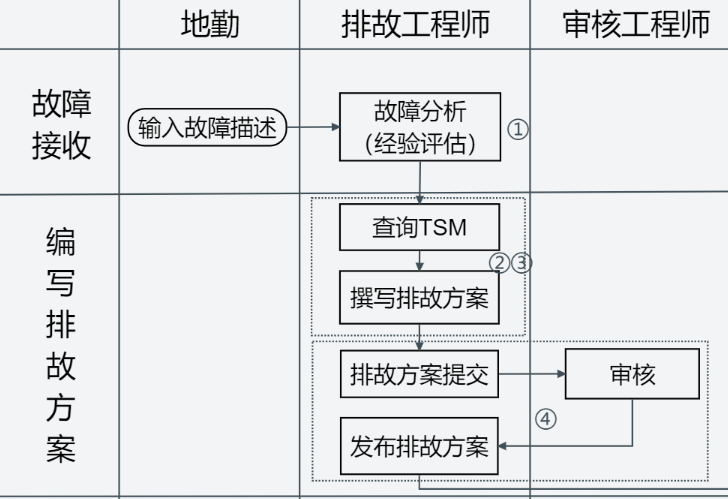 地勤
排故工程师
审核工程师
故障
接收
输入故障描述
故障分析
（经验评估）
①
编
写
排
故
方
案
查询TSM
②③
撰写排故方案
排故方案提交
审核
④
发布排故方案